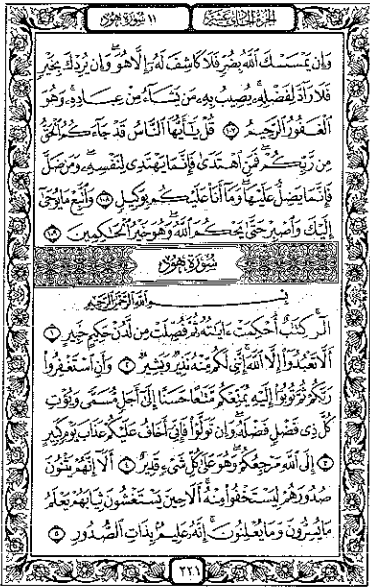 الجزء الحادي عشر ١١ سورة هود
وَإِن يَمْسَسْكَ ٱللَّهُ بِضُرٍّ فَلَا كَاشِفَ لَهُۥٓ إِلَّا هُوَ وَإِن يُرِدْكَ بِخَيْرٍ
فَلَا رَآدَّ لِفَضْلِهِۦ يُصِيبُ بِهِۦ مَن يَشَآءُ مِنْ عِبَادِهِۦ وَهُوَ
ٱلْغَفُورُ ٱلرَّحِيمُ ١٠٧ قُلْ يَٰٓأَيُّهَا ٱلنَّاسُ قَدْ جَآءَكُمُ ٱلْحَقُّ
مِن رَّبِّكُمْ فَمَنِ ٱهْتَدَىٰ فَإِنَّمَا يَهْتَدِى لِنَفْسِهِۦ وَمَن ضَلَّ
فَإِنَّمَا يَضِلُّ عَلَيْهَا وَمَآ أَنَا۠ عَلَيْكُم بِوَكِيلٍ ١٠٨ وَٱتَّبِعْ مَا يُوحَىٰٓ
إِلَيْكَ وَٱصْبِرْ حَتَّىٰ يَحْكُمَ ٱللَّهُ وَهُوَ خَيْرُ ٱلْحَٰكِمِينَ ١٠٩
سُورَةُ هُودٍ
بِسْمِ ٱللَّهِ ٱلرَّحْمَٰنِ ٱلرَّحِيمِ
الٓر كِتَٰبٌ أُحْكِمَتْ ءَايَٰتُهُۥ ثُمَّ فُصِّلَتْ مِن لَّدُنْ حَكِيمٍ خَبِيرٍ ١
أَلَّا تَعْبُدُوٓا۟ إِلَّا ٱللَّهَ إِنَّنِى لَكُم مِّنْهُ نَذِيرٌ وَبَشِيرٌ ٢ وَأَنِ ٱسْتَغْفِرُوا۟
رَبَّكُمْ ثُمَّ تُوبُوٓا۟ إِلَيْهِ يُمَتِّعْكُم مَّتَٰعًا حَسَنًا إِلَىٰٓ أَجَلٍ مُّسَمًّى وَيُؤْتِ
كُلَّ ذِى فَضْلٍ فَضْلَهُۥ وَإِن تَوَلَّوْا۟ فَإِنِّىٓ أَخَافُ عَلَيْكُمْ عَذَابَ يَوْمٍ كَبِيرٍ
٣ إِلَى ٱللَّهِ مَرْجِعُكُمْ وَهُوَ عَلَىٰ كُلِّ شَىْءٍ قَدِيرٌ ٤ أَلَآ إِنَّهُمْ يَثْنُونَ
صُدُورَهُمْ لِيَسْتَخْفُوا۟ مِنْهُ أَلَا حِينَ يَسْتَغْشُونَ ثِيَابَهُمْ يَعْلَمُ
مَا يُسِرُّونَ وَمَا يُعْلِنُونَ إِنَّهُۥ عَلِيمٌۢ بِذَاتِ ٱلصُّدُورِ ٥
٢٢١